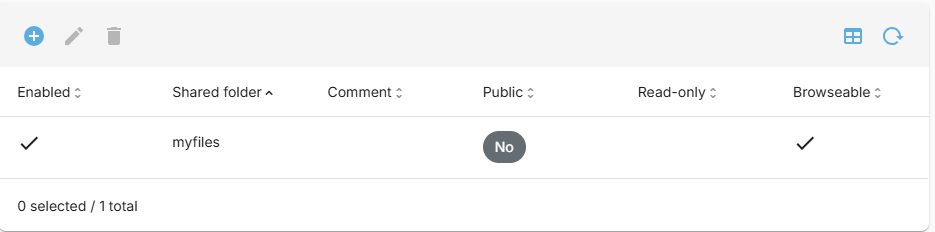 Enabled Shared folder Comment Public Read-only Browseable
myfiles No
0 selected / 1 total